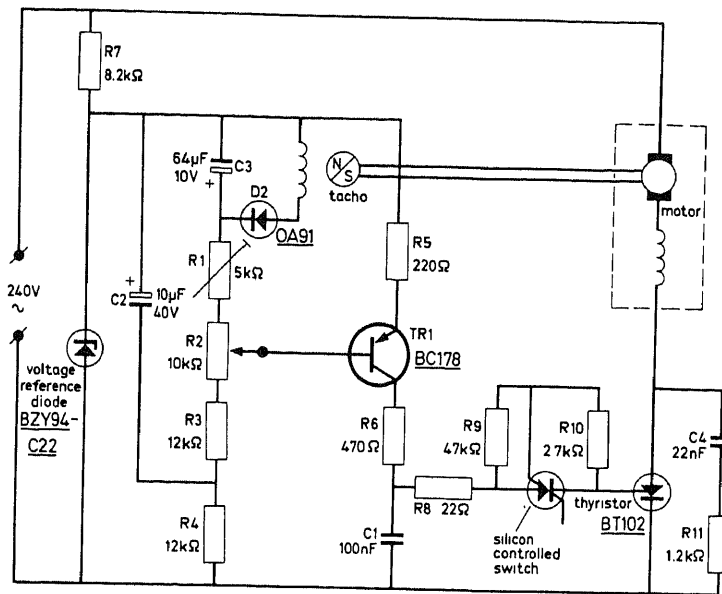 R7
8.2kΩ
64µF
10V
C3
+
N
S
tacho
D2
OA91
motor
R1
5kΩ
R5
220Ω
240V
~
+
C2
10µF
40V
R2
10kΩ
TR1
BC178
voltage
reference
diode
BZY94-
C22
R3
12kΩ
R6
470Ω
R9
47kΩ
R10
27kΩ
C4
22nF
R8
22Ω
thyristor
BT102
R4
12kΩ
C1
100nF
silicon
controlled
switch
R11
1.2kΩ